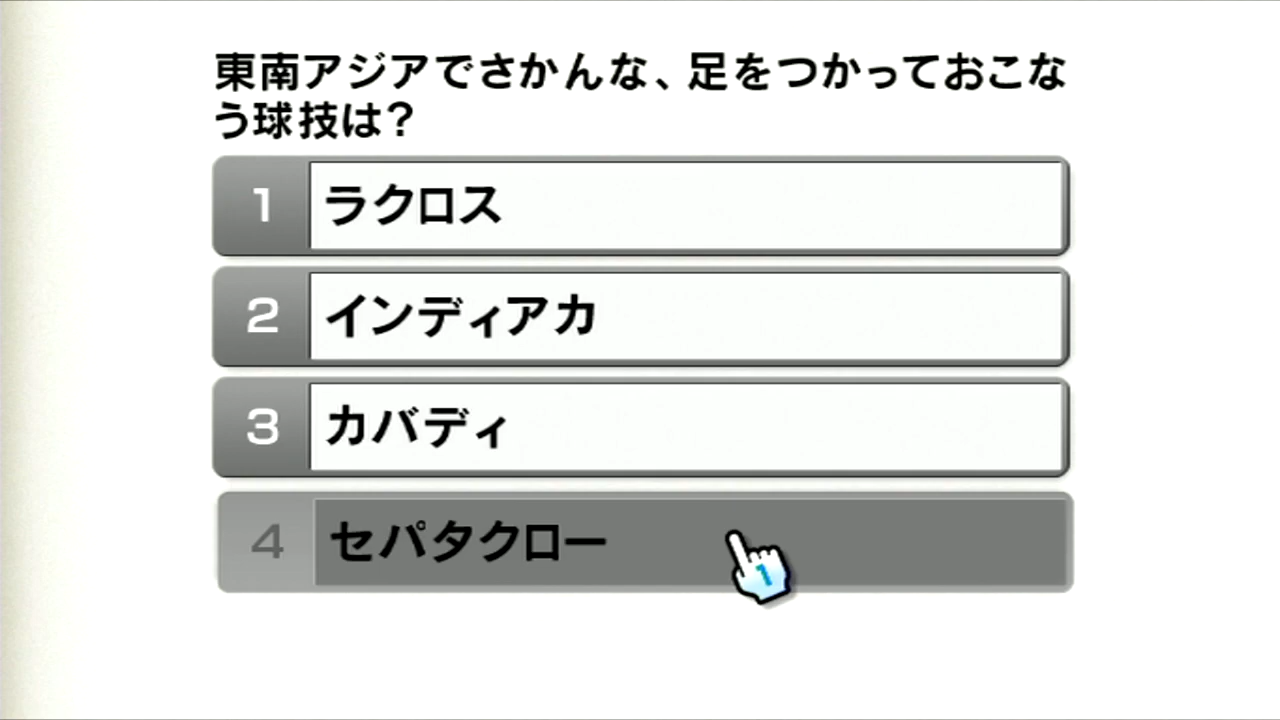 東南アジアでさかんな、足をつかっておこな
う球技は？
1 ラクロス
2 インディアカ
3 カバディ
4 セパタクロー
1